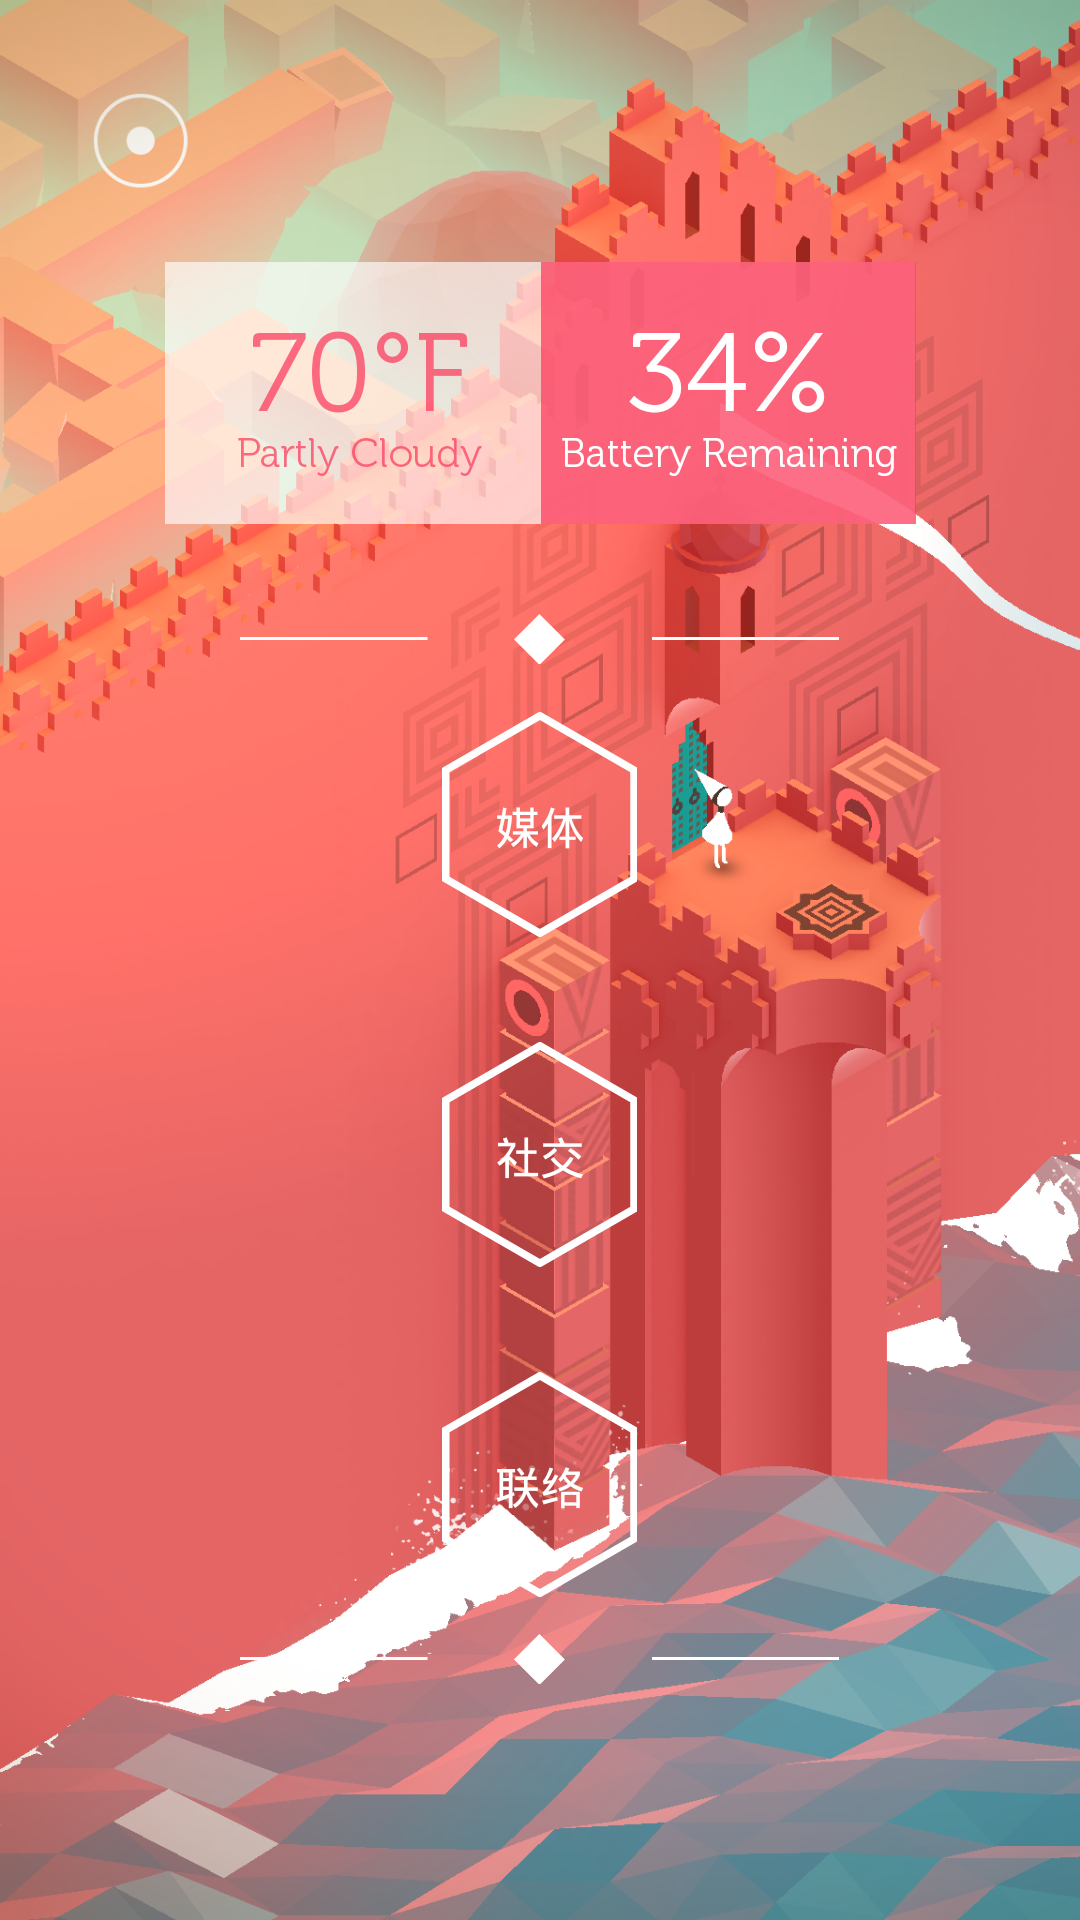 70°F
Partly Cloudy
34%
Battery Remaining
媒体
社交
联络